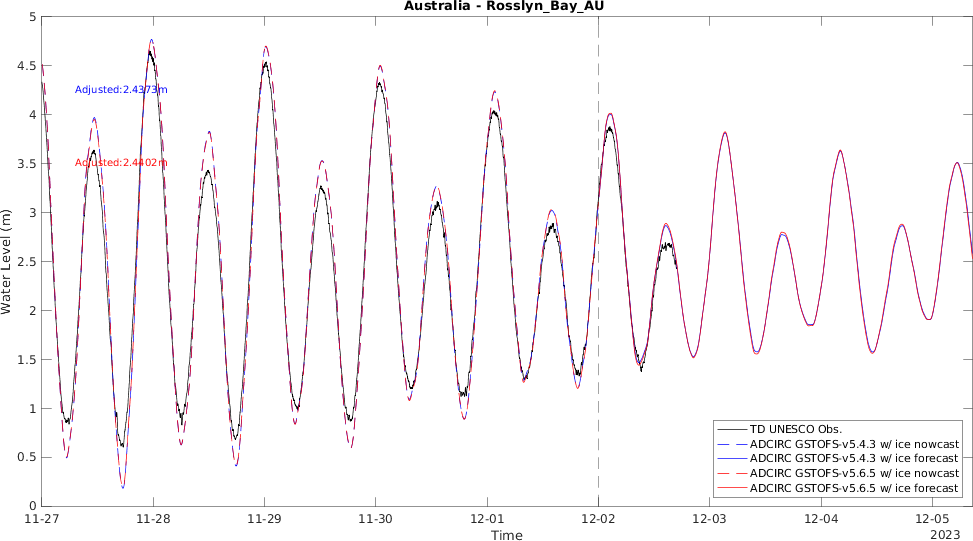 Australia - Rosslyn_Bay_AU
5
4.5
4
3.5
3
2.5
2
1.5
1
0.5
0
Water Level (m)
Adjusted:2.4373m
Adjusted:2.4402m
TD UNESCO Obs.
ADCIRC GSTOFS-v5.4.3 w/ ice nowcast
ADCIRC GSTOFS-v5.4.3 w/ ice forecast
ADCIRC GSTOFS-v5.6.5 w/ ice nowcast
ADCIRC GSTOFS-v5.6.5 w/ ice forecast
11-27 11-28 11-29 11-30 12-01 12-02 12-03 12-04 12-05
Time
2023